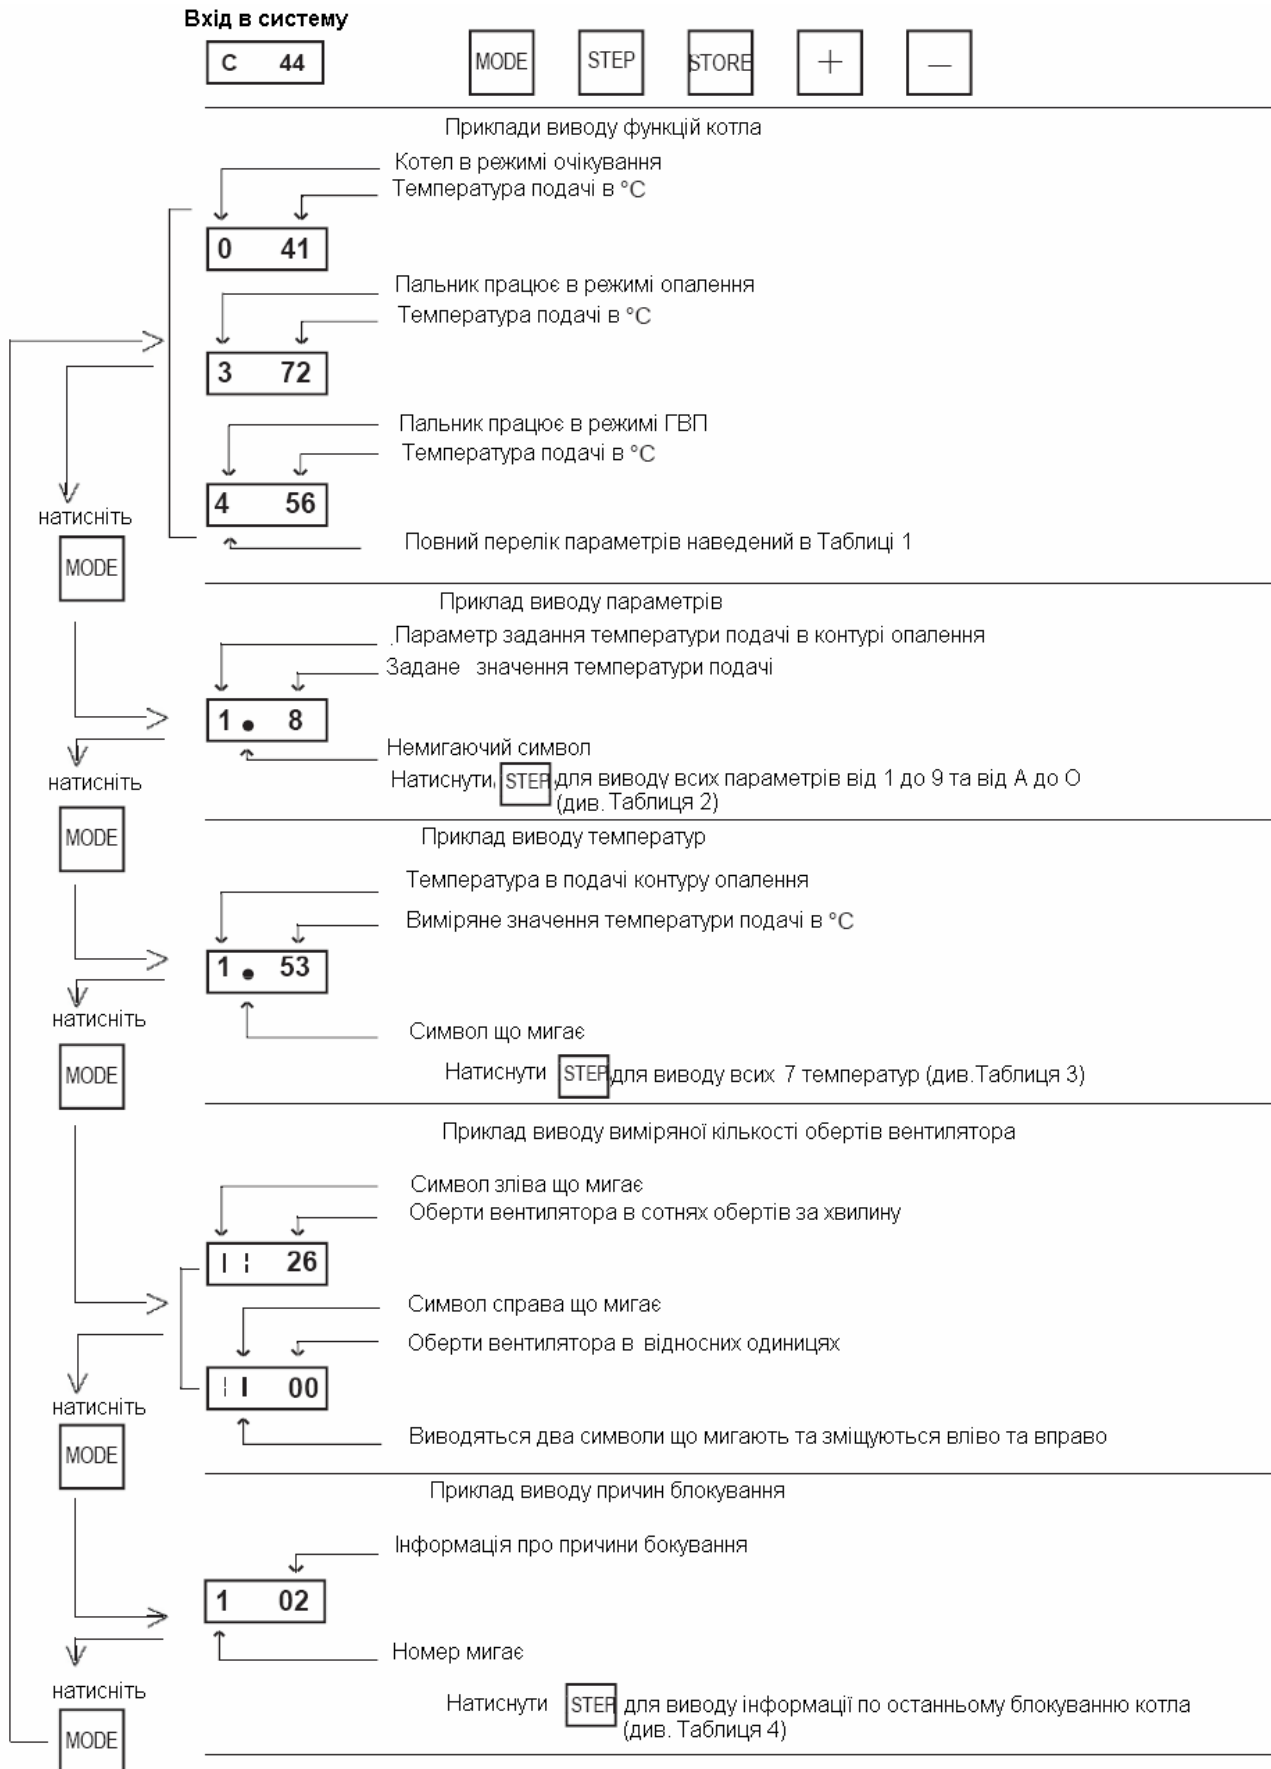 Вхід в систему
C 44
MODE STEP STORE + —
Приклади виводу функцій котла
Котел в режимі очікування
Температура подачі в °C
0 41
Пальник працює в режимі опалення
Температура подачі в °C
3 72
Пальник працює в режимі ГВП
Температура подачі в °C
4 56
натисніть
MODE
Повний перелік параметрів наведений в Таблиці 1
Приклад виводу параметрів
.Параметр задання температури подачі в контурі опалення
Задане значення температури подачі
1. 8
Немигаючий символ
натисніть
MODE
Натиснути STEP для виводу всих параметрів від 1 до 9 та від А до О
(див. Таблиця 2)
Приклад виводу температур
Температура в подачі контуру опалення
Виміряне значення температури подачі в °C
1. 53
натисніть
MODE
Символ що мигає
Натиснути STEP для виводу всих 7 температур (див.Таблиця 3)
Приклад виводу виміряної кількості обертів вентилятора
Символ зліва що мигає
Оберти вентилятора в сотнях обертів за хвилину
| ¦ 26
Символ справа що мигає
Оберти вентилятора в відносних одиницях
¦ | 00
натисніть
MODE
Виводяться два символи що мигають та зміщуються вліво та вправо
Приклад виводу причин блокування
Інформація про причини бокування
1 02
Номер мигає
натисніть
MODE
Натиснути STEP для виводу інформації по останньому блокуванню котла
(див. Таблиця 4)